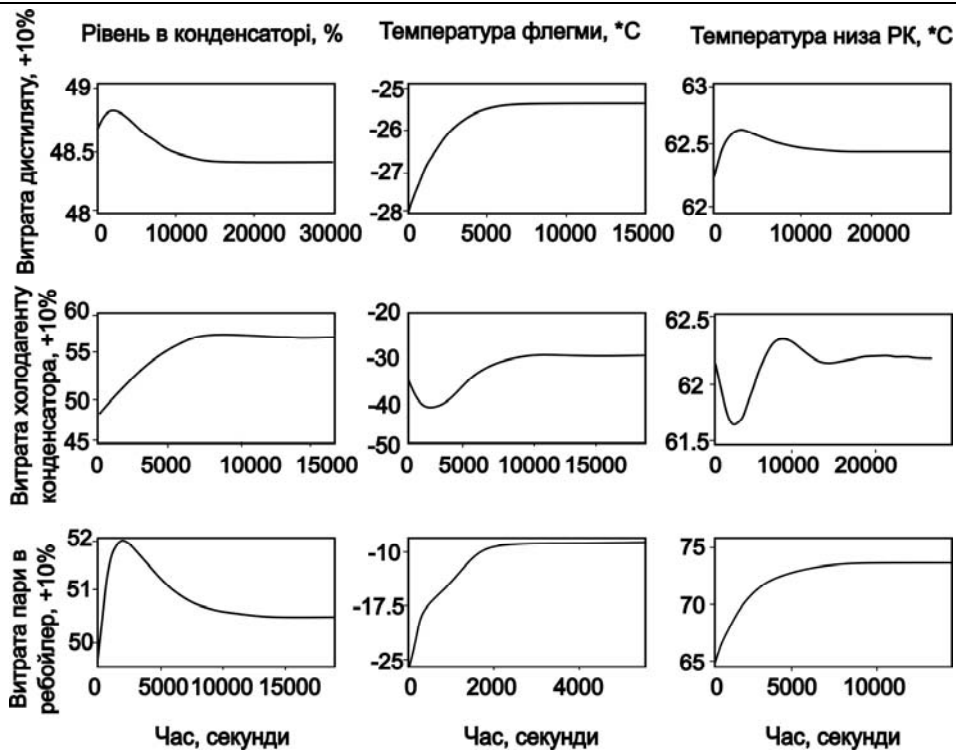 Рівень в конденсаторі, %
Температура флегми, *С
Температура низа РК, *С
Витрата дистиляту, +10%
49
48.5
48
0 10000 20000 30000
-25
-26
-27
-28
0 5000 10000 15000
63
62.5
62
0 10000 20000
Витрата холодагенту
конденсатора, +10%
60
55
50
45
0 5000 10000 15000
-20
-30
-40
-50
0 5000 10000 15000
62.5
62
61.5
0 10000 20000
Витрата пари в
ребойлер, +10%
52
51
50
0 5000 10000 15000
-10
-17.5
-25
0 2000 4000
75
70
65
0 5000 10000
Час, секунди
Час, секунди
Час, секунди